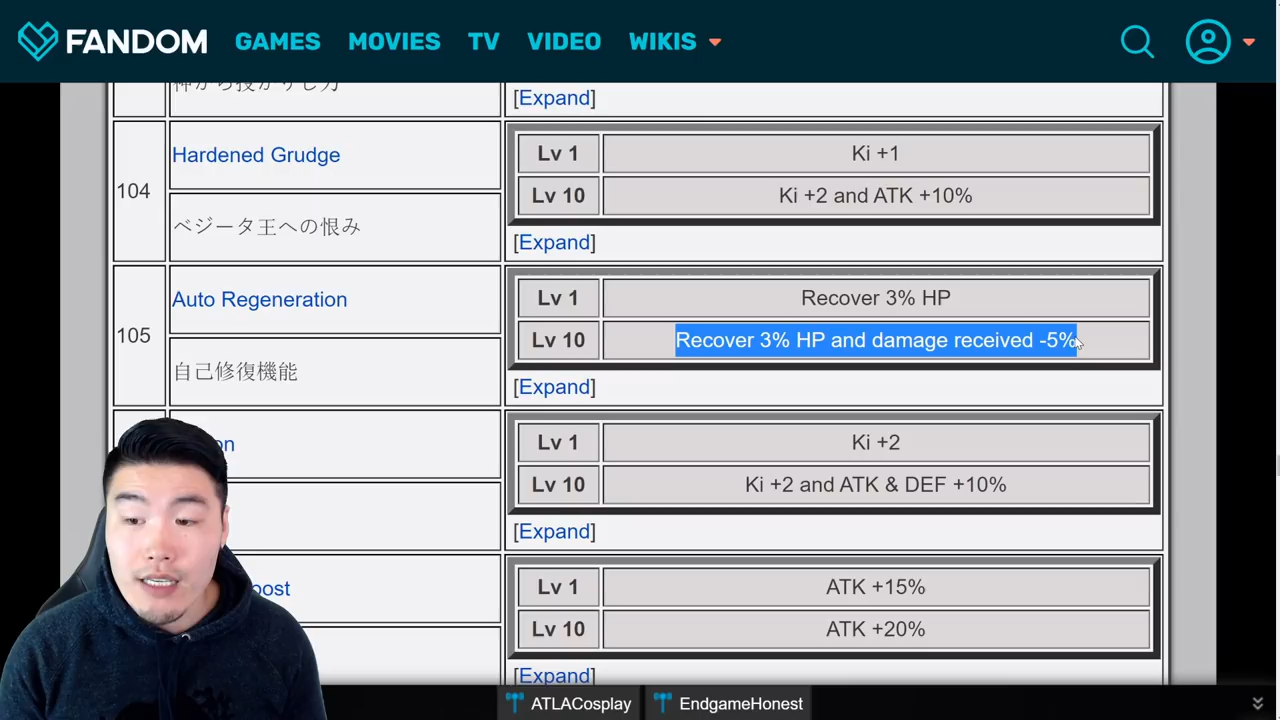 FANDOM GAMES MOVIES TV VIDEO WIKIS
[Expand]
104
Hardened Grudge
ベジータ王への恨み
Lv 1 Ki +1
Lv 10 Ki +2 and ATK +10%
[Expand]
105
Auto Regeneration
自己修復機能
Lv 1 Recover 3% HP
Lv 10 Recover 3% HP and damage received -5%
[Expand]
on
Lv 1 Ki +2
Lv 10 Ki +2 and ATK & DEF +10%
[Expand]
oost
Lv 1 ATK +15%
Lv 10 ATK +20%
[Expand]
ATLACosplay EndgameHonest